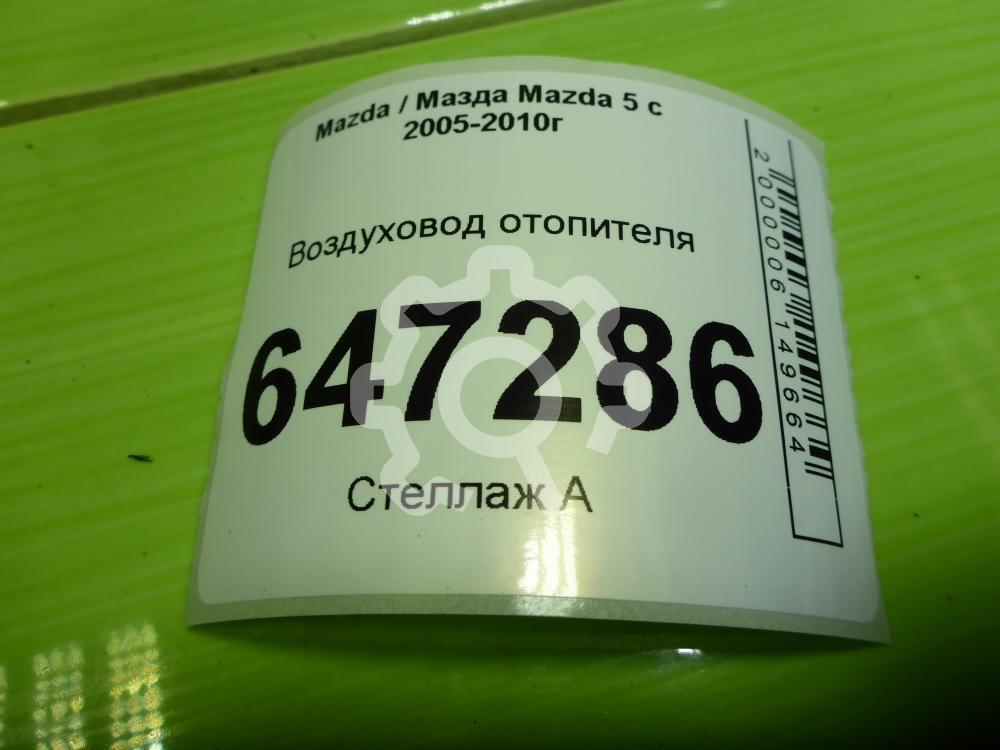 Mazda / Мазда Mazda 5 с
2005-2010г
Воздуховод отопителя
647286
Стеллаж А
2000006149664